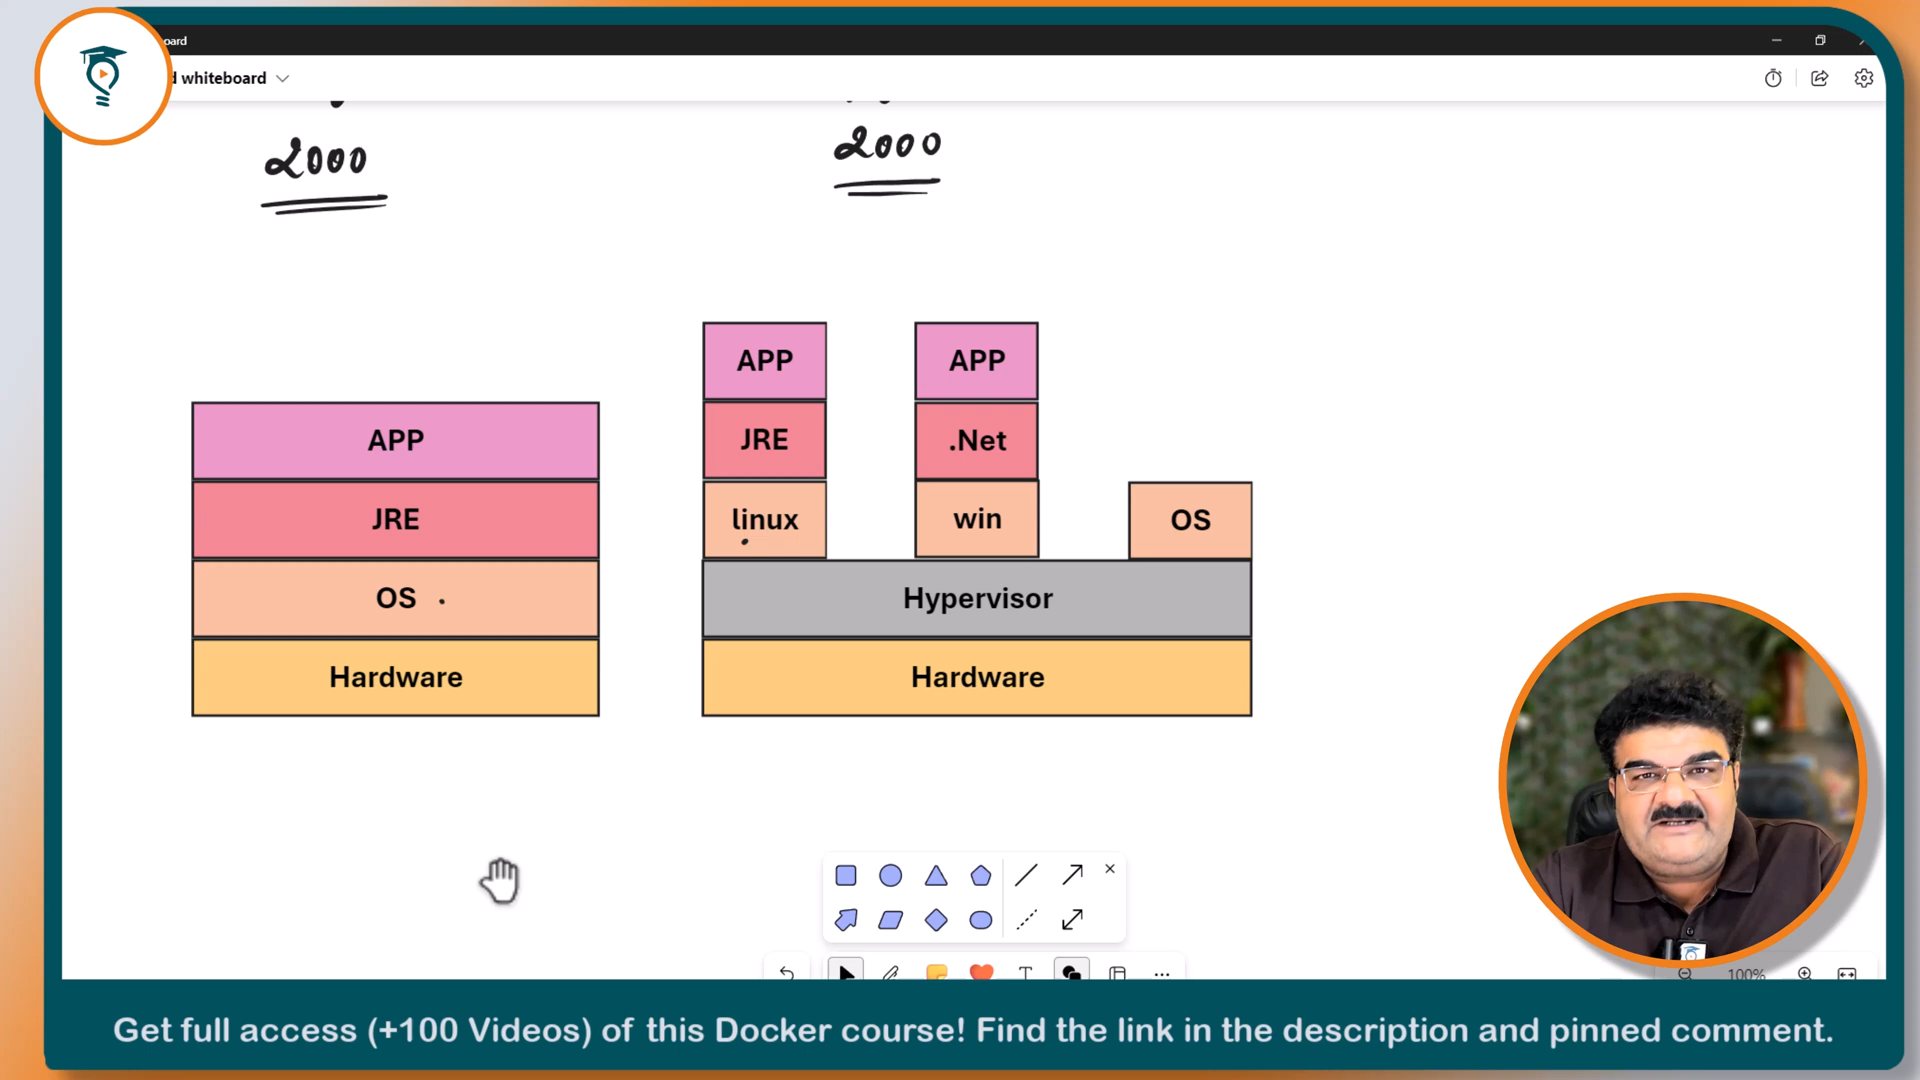 oard
d whiteboard
2000
2000
APP
JRE
OS
Hardware
APP
JRE
linux
APP
.Net
win
OS
Hypervisor
Hardware
T
100%
Get full access (+100 Videos) of this Docker course! Find the link in the description and pinned comment.